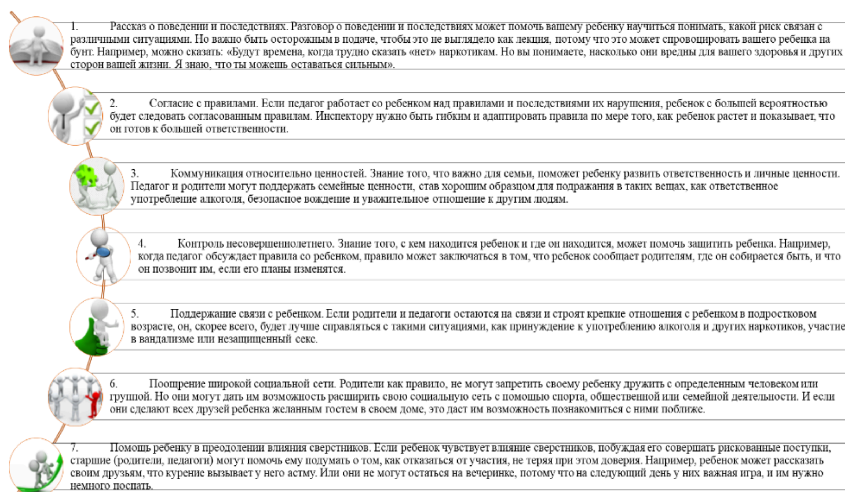 1. Рассказ о поведении и последствиях. Разговор о поведении и последствиях может помочь вашему ребенку научиться понимать, какой риск связан с
различными ситуациями. Но важно быть осторожным в подаче, чтобы это не выглядело как лекция, потому что это может спровоцировать вашего ребенка на
бунт. Например, можно сказать: «Будут времена, когда трудно сказать «нет» наркотикам. Но вы понимаете, насколько они вредны для вашего здоровья и других
сторон вашей жизни. Я знаю, что ты можешь оставаться сильным».
2. Согласие с правилами. Если педагог работает со ребенком над правилами и последствиями их нарушения, ребенок с большей вероятностью
будет следовать согласованным правилам. Инспектору нужно быть гибким и адаптировать правила по мере того, как ребенок растет и показывает, что
он готов к большей ответственности.
3. Коммуникация относительно ценностей. Знание того, что важно для семьи, поможет ребенку развить ответственность и личные ценности.
Педагог и родители могут поддержать семейные ценности, став хорошим образцом для подражания в таких вещах, как ответственное
употребление алкоголя, безопасное вождение и уважительное отношение к другим людям.
4. Контроль несовершеннолетнего. Знание того, с кем находится ребенок и где он находится, может помочь защитить ребенка. Например,
когда педагог обсуждает правила со ребенком, правило может заключаться в том, что ребенок сообщает родителям, где он собирается быть, и что
он позвонит им, если его планы изменятся.
5. Поддержание связи с ребенком. Если родители и педагоги остаются на связи и строят крепкие отношения с ребенком в подростковом
возрасте, он, скорее всего, будет лучше справляться с такими ситуациями, как принуждение к употреблению алкоголя и других наркотиков, участие
в вандализме или незащищенный секс.
6. Поощрение широкой социальной сети. Родители как правило, не могут запретить своему ребенку дружить с определенным человеком или
группой. Но они могут дать им возможность расширить свою социальную сеть с помощью спорта, общественной или семейной деятельности. И если
они сделают всех друзей ребенка желанным гостем в своем доме, это даст им возможность познакомиться с ними поближе.
7. Помощь ребенку в преодолении влияния сверстников. Если ребенок чувствует влияние сверстников, побуждая его совершать рискованные поступки,
старшие (родители, педагоги) могут помочь ему подумать о том, как отказаться от участия, не теряя при этом доверия. Например, ребенок может рассказать
своим друзьям, что курение вызывает у него астму. Или они не могут остаться на вечеринке, потому что на следующий день у них важная игра, и им нужно
немного поспать.